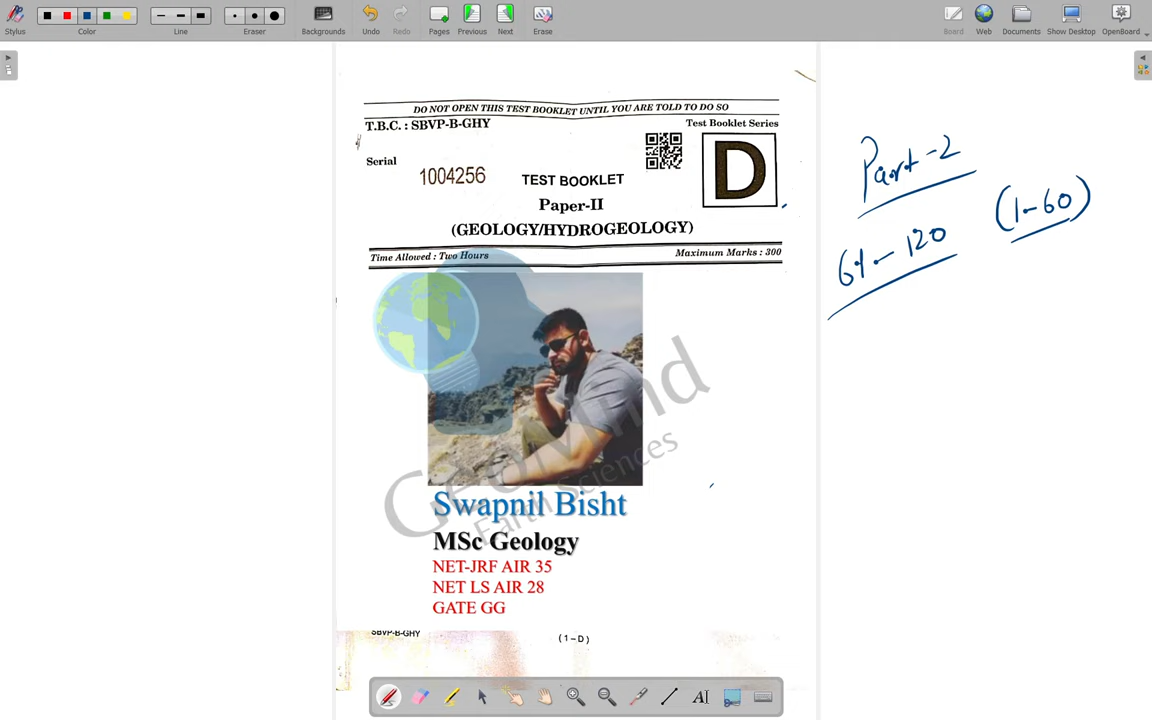 Stylus
Color
Line
Eraser
Backgrounds
Undo
Redo
Pages
Previous
Next
Erase
Board
Web
Documents
Show Desktop
OpenBoard
DO NOT OPEN THIS TEST BOOKLET UNTIL YOU ARE TOLD TO DO SO
T.B.C. : SBVP-B-GHY
Test Booklet Series
Serial
1004256
TEST BOOKLET
D
Paper-II
(GEOLOGY/HYDROGEOLOGY)
Time Allowed : Two Hours
Maximum Marks : 300
GeoMind
Earth Sciences
Swapnil Bisht
MSc Geology
NET-JRF AIR 35
NET LS AIR 28
GATE GG
SBVP-B-GHY
(1-D)
Part-2
(1-60)
61-120